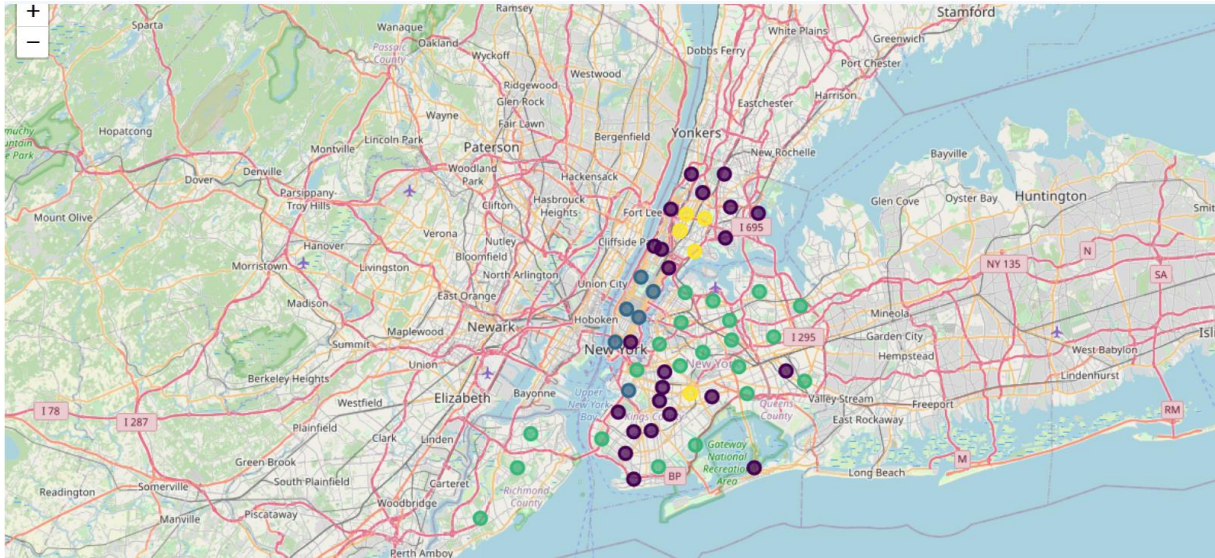 +
−
Sparta
Wanaque
Ramsey
Stamford
White Plains
Greenwich
Oakland
Passaic
County
Wyckoff
Dobbs Ferry
Port Chester
Ridgewood
Westwood
Glen Rock
Eastchester
Harrison
Wayne
Fair Lawn
Hopatcong
Lincoln Park
Bergenfield
Yonkers
Montville
Paterson
New Rochelle
Bayville
Denville
Woodland
Park
Hackensack
Dover
Parsippany-
Troy Hills
Hasbrouck
Heights
Clifton
Fort Lee
Glen Cove
Oyster Bay
Huntington
Mount Olive
I 695
Verona
Nutley
Cliffside
Hanover
Bloomfield
N
Morristown
Livingston
North Arlington
NY 135
SA
Union City
East Orange
Madison
Mineola
Hoboken
Maplewood
Newark
I 295
Garden City
Summit
New York
West Babylon
Hempstead
Union
Berkeley Heights
Lindenhurst
Elizabeth
Bayonne
Upper
New York
Bay
Valley Stream
Freeport
Westfield
Queens
County
I 78
I 287
RM
East Rockaway
Plainfield
Clark
Linden
Gateway
National
Recreation
Area
M
Green Brook
BP
Long Beach
South Plainfield
Carteret
Somerville
Readington
Richmond
County
Woodbridge
Piscataway
Manville
Perth Amboy